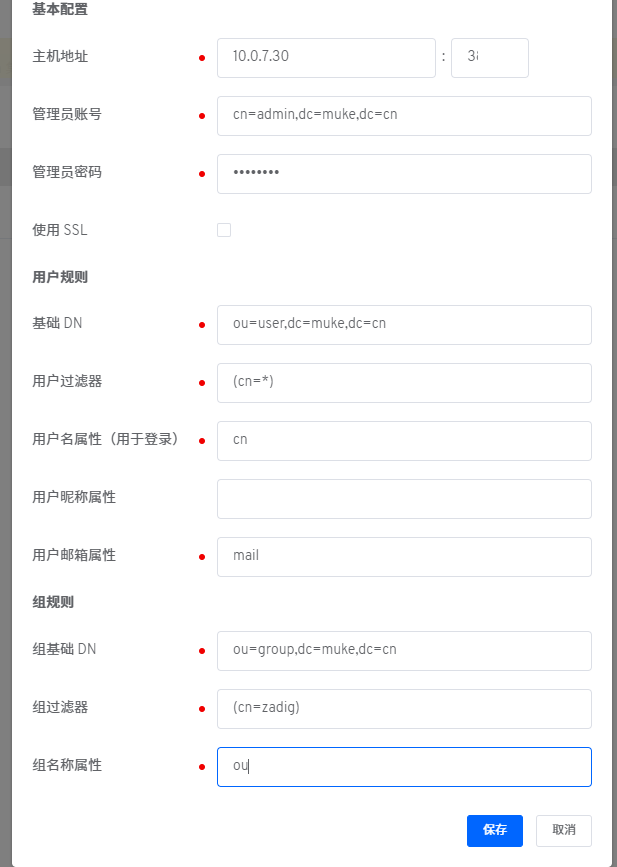 基本配置
主机地址
10.0.7.30 :
管理员账号
cn=admin,dc=muke,dc=cn
管理员密码
••••••••
使用 SSL
用户规则
基础 DN
ou=user,dc=muke,dc=cn
用户过滤器
(cn=*)
用户名属性（用于登录）
cn
用户昵称属性
用户邮箱属性
mail
组规则
组基础 DN
ou=group,dc=muke,dc=cn
组过滤器
(cn=zadig)
组名称属性
ou
保存 取消